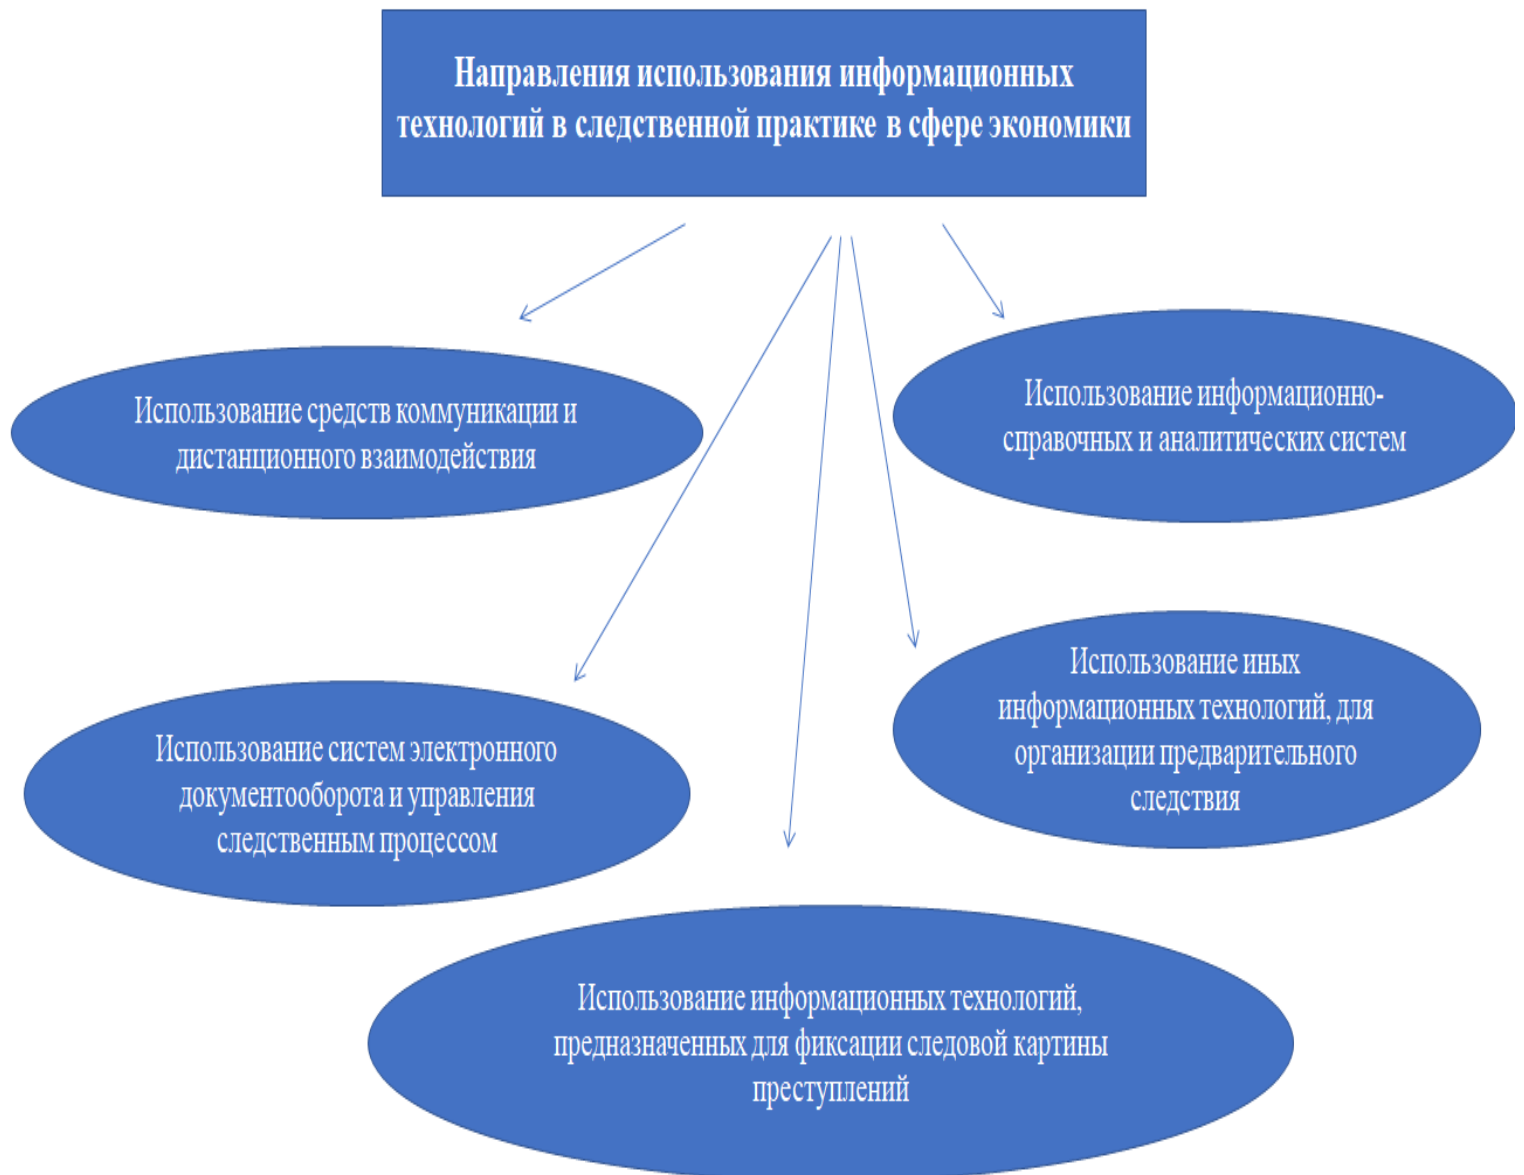 Направления использования информационных
технологий в следственной практике в сфере экономики
Использование средств коммуникации и
дистанционного взаимодействия
Использование информационно-
справочных и аналитических систем
Использование систем электронного
документооборота и управления
следственным процессом
Использование иных
информационных технологий, для
организации предварительного
следствия
Использование информационных технологий,
предназначенных для фиксации следовой картины
преступлений